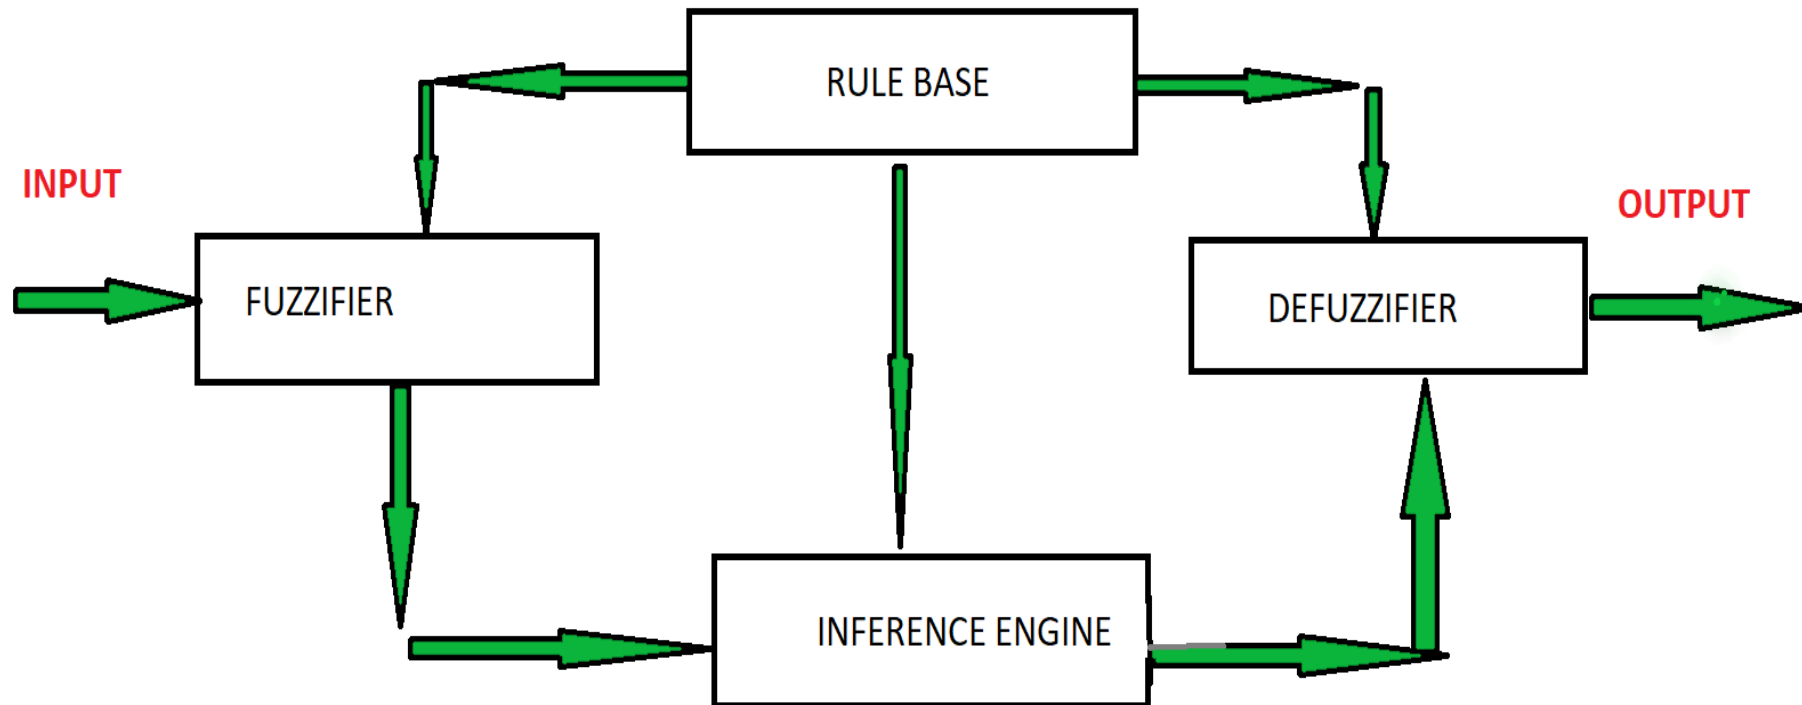 RULE BASE
INPUT
OUTPUT
FUZZIFIER
DEFUZZIFIER
INFERENCE ENGINE